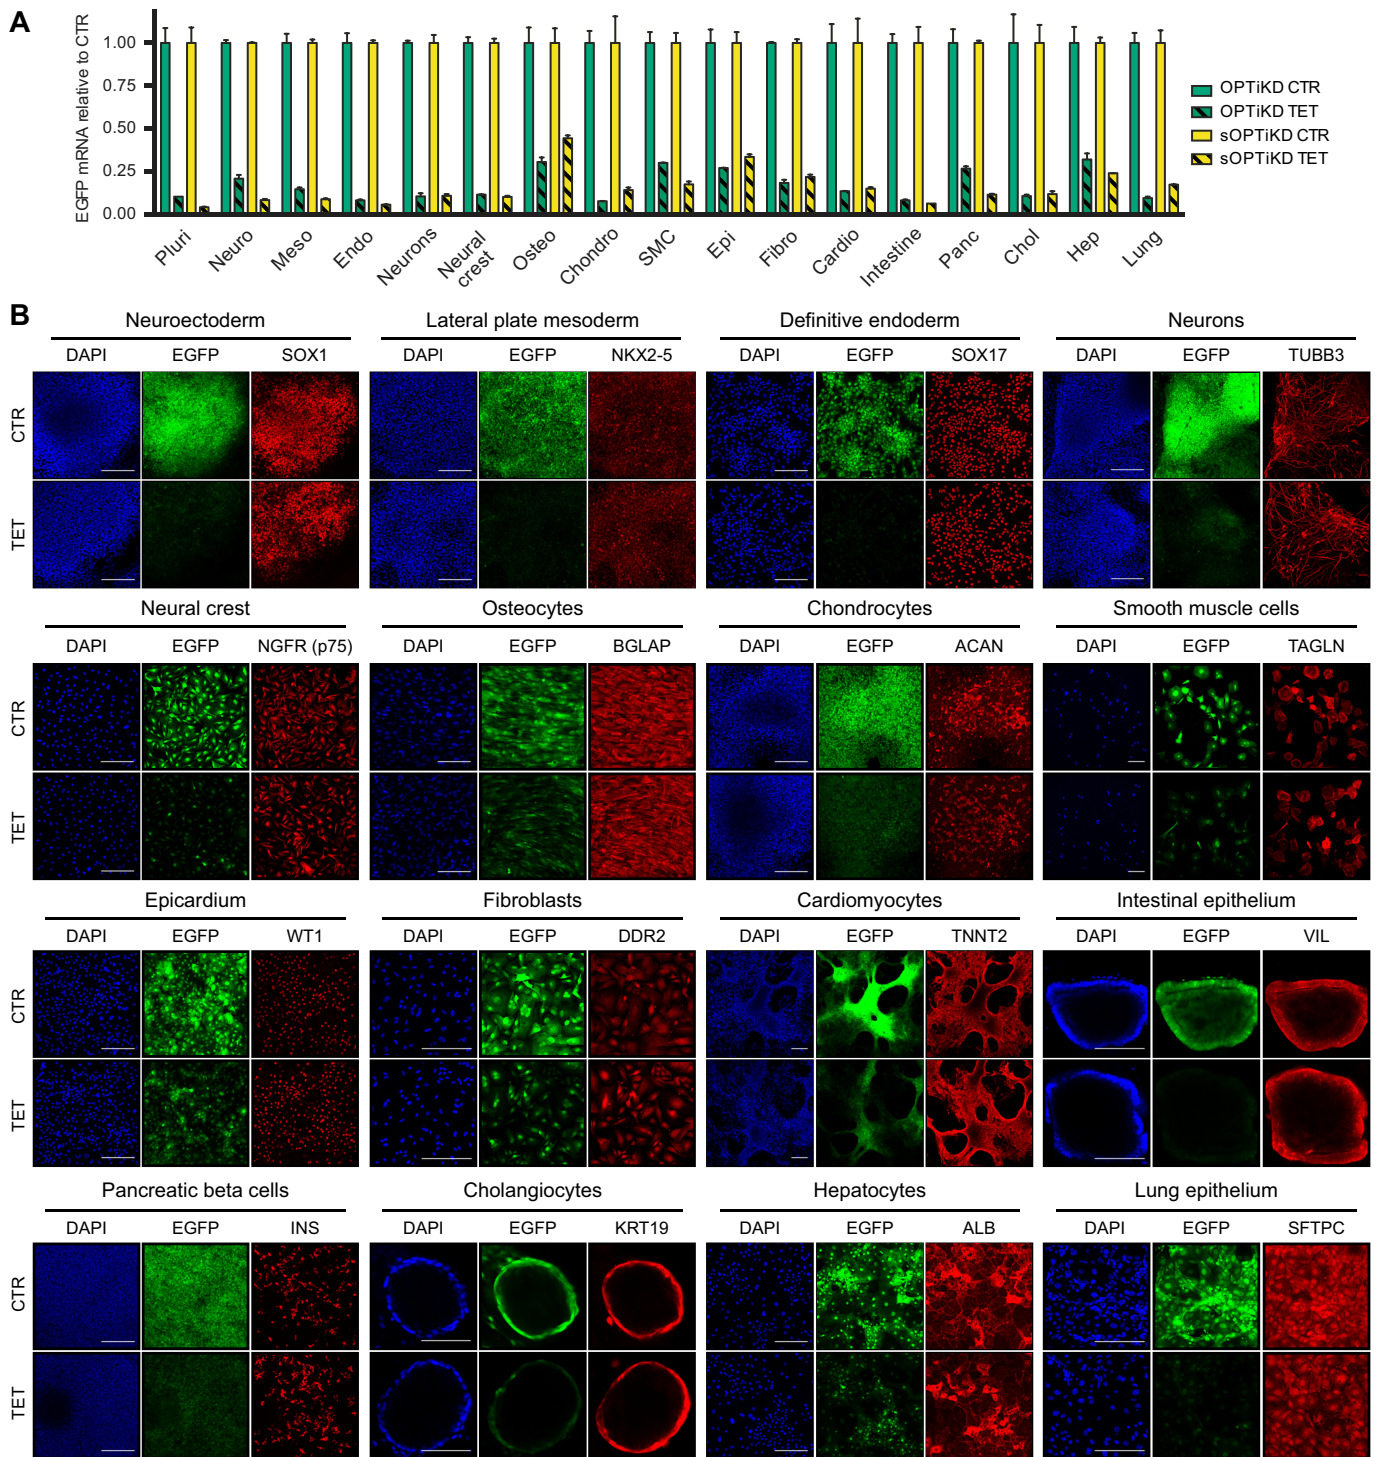 A
EGFP mRNA relative to CTR
1.00
0.75
0.50
0.25
0.00
Pluri
Neuro
Meso
Endo
Neurons
Neural
crest
Osteo
Chondro
SMC
Epi
Fibro
Cardio
Intestine
Panc
Chol
Hep
Lung
OPTiKD CTR
OPTiKD TET
sOPTiKD CTR
sOPTiKD TET
B
Neuroectoderm Lateral plate mesoderm Definitive endoderm Neurons
DAPI EGFP SOX1 DAPI EGFP NKX2-5 DAPI EGFP SOX17 DAPI EGFP TUBB3
CTR
TET
Neural crest Osteocytes Chondrocytes Smooth muscle cells
DAPI EGFP NGFR (p75) DAPI EGFP BGLAP DAPI EGFP ACAN DAPI EGFP TAGLN
CTR
TET
Epicardium Fibroblasts Cardiomyocytes Intestinal epithelium
DAPI EGFP WT1 DAPI EGFP DDR2 DAPI EGFP TNNT2 DAPI EGFP VIL
CTR
TET
Pancreatic beta cells Cholangiocytes Hepatocytes Lung epithelium
DAPI EGFP INS DAPI EGFP KRT19 DAPI EGFP ALB DAPI EGFP SFTPC
CTR
TET